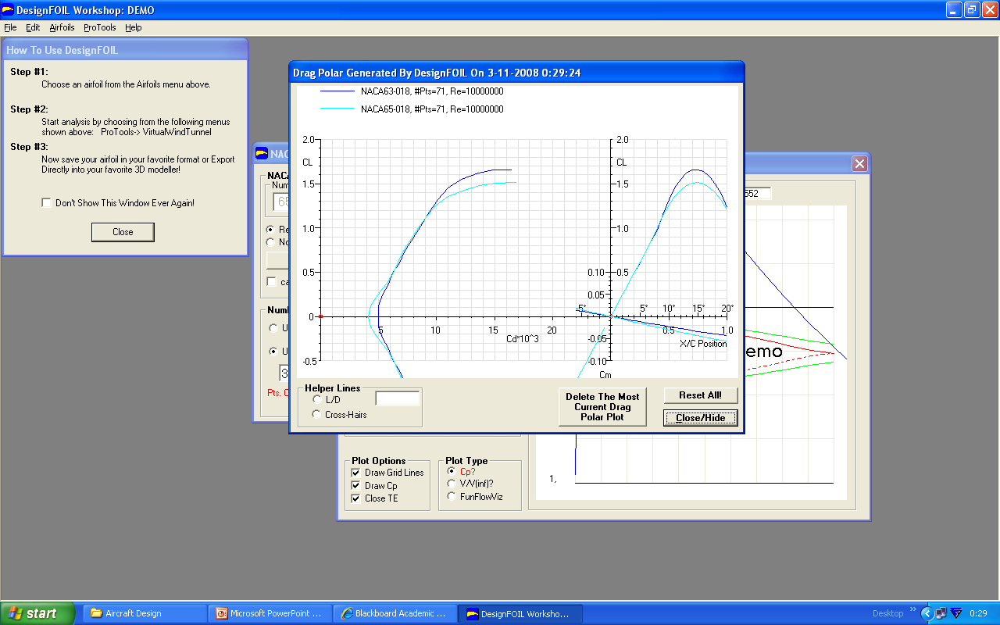 DesignFOIL Workshop: DEMO
File Edit Airfoils ProTools Help
How To Use DesignFOIL
Step #1:
Choose an airfoil from the Airfoils menu above.
Step #2:
Start analysis by choosing from the following menus
shown above: ProTools-> VirtualWindTunnel
Step #3:
Now save your airfoil in your favorite format or Export
Directly into your favorite 3D modeller!
Don't Show This Window Ever Again!
Close
Drag Polar Generated By DesignFOIL On 3-11-2008 0:29:24
NACA63-018, #Pts=71, Re=10000000
NACA65-018, #Pts=71, Re=10000000
2.0
CL
1.5
1.0
0.5
0
-0.5
5 10 15 20
Cd*10^3
2.0
CL
1.5
1.0
0.10 0.5
0.05
5° 5° 10° 15° 20°
0.5 1.0
-0.05
X/C Position
-0.10
Cm
Helper Lines
L/D
Cross-Hairs
Delete The Most
Current Drag
Polar Plot
Reset All!
Close/Hide
NAC
NACA
Num
65
Re
No
ca
Numb
U
U
3
Pts. C
552
emo
1,
Plot Options
Draw Grid Lines
Draw Cp
Close TE
Plot Type
Cp?
V/V(inf)?
FunFlowViz
start
Aircraft Design
Microsoft PowerPoint ...
Blackboard Academic ...
DesignFOIL Worksho...
Desktop
0:29